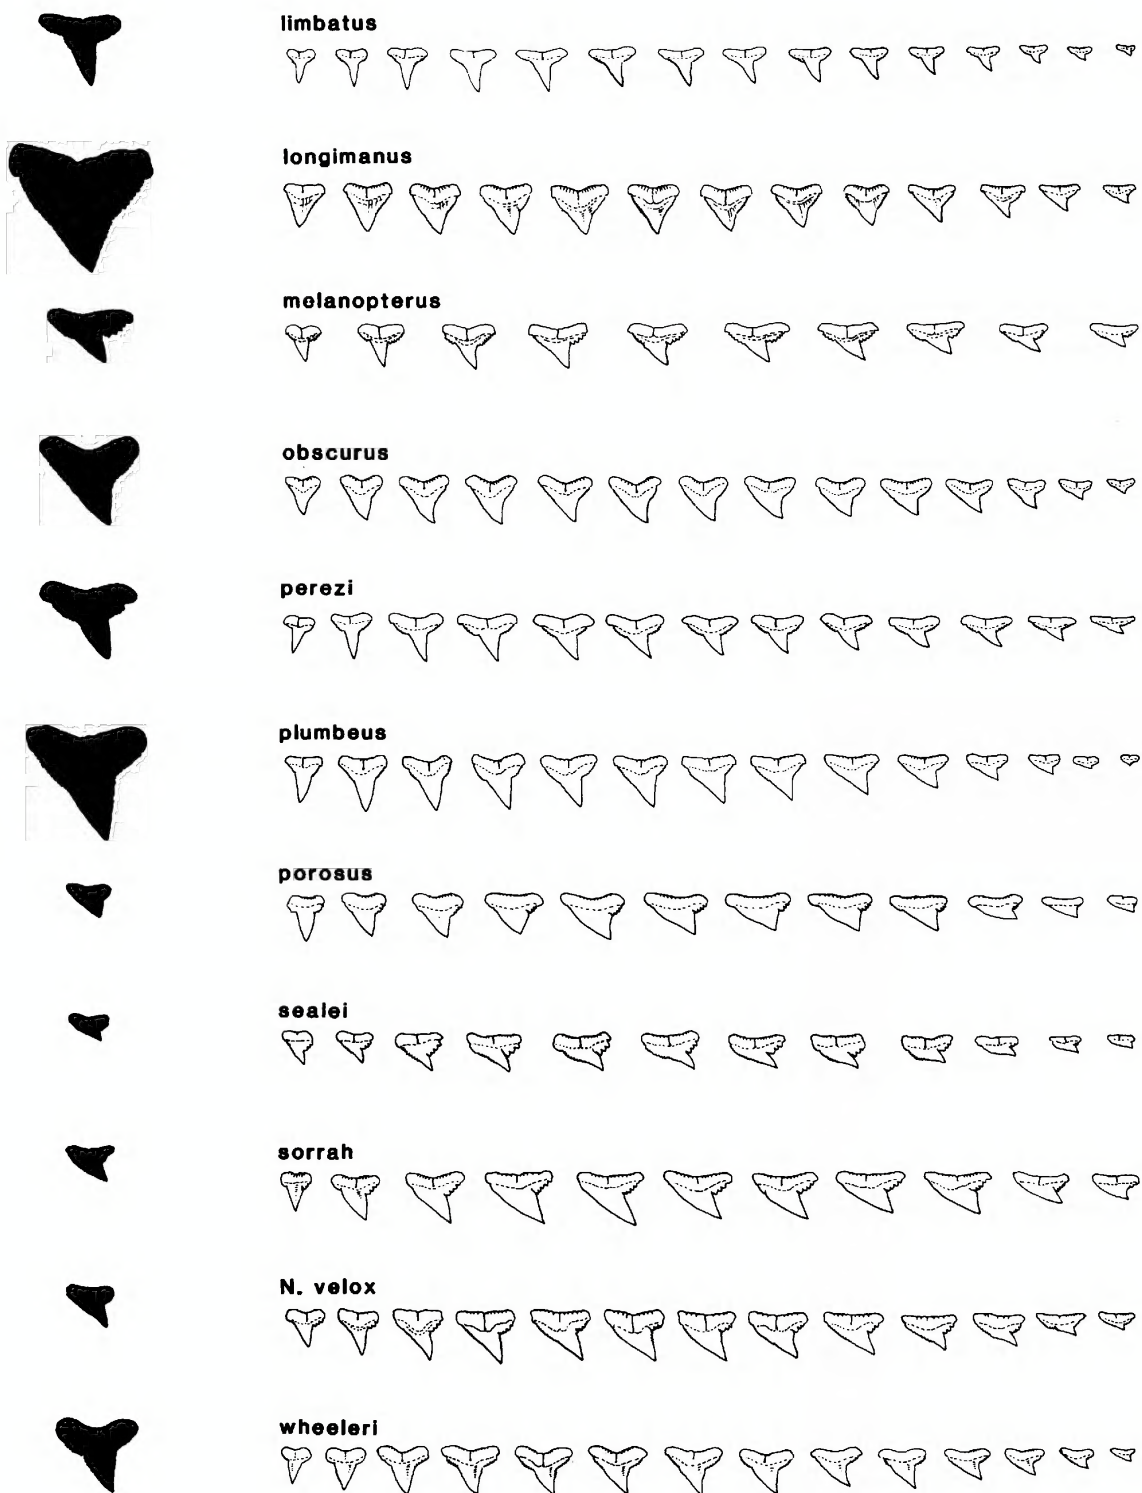 limbatus
longimanus
melanopterus
obscurus
perezi
plumbeus
porosus
sealei
sorrah
N. velox
wheeleri